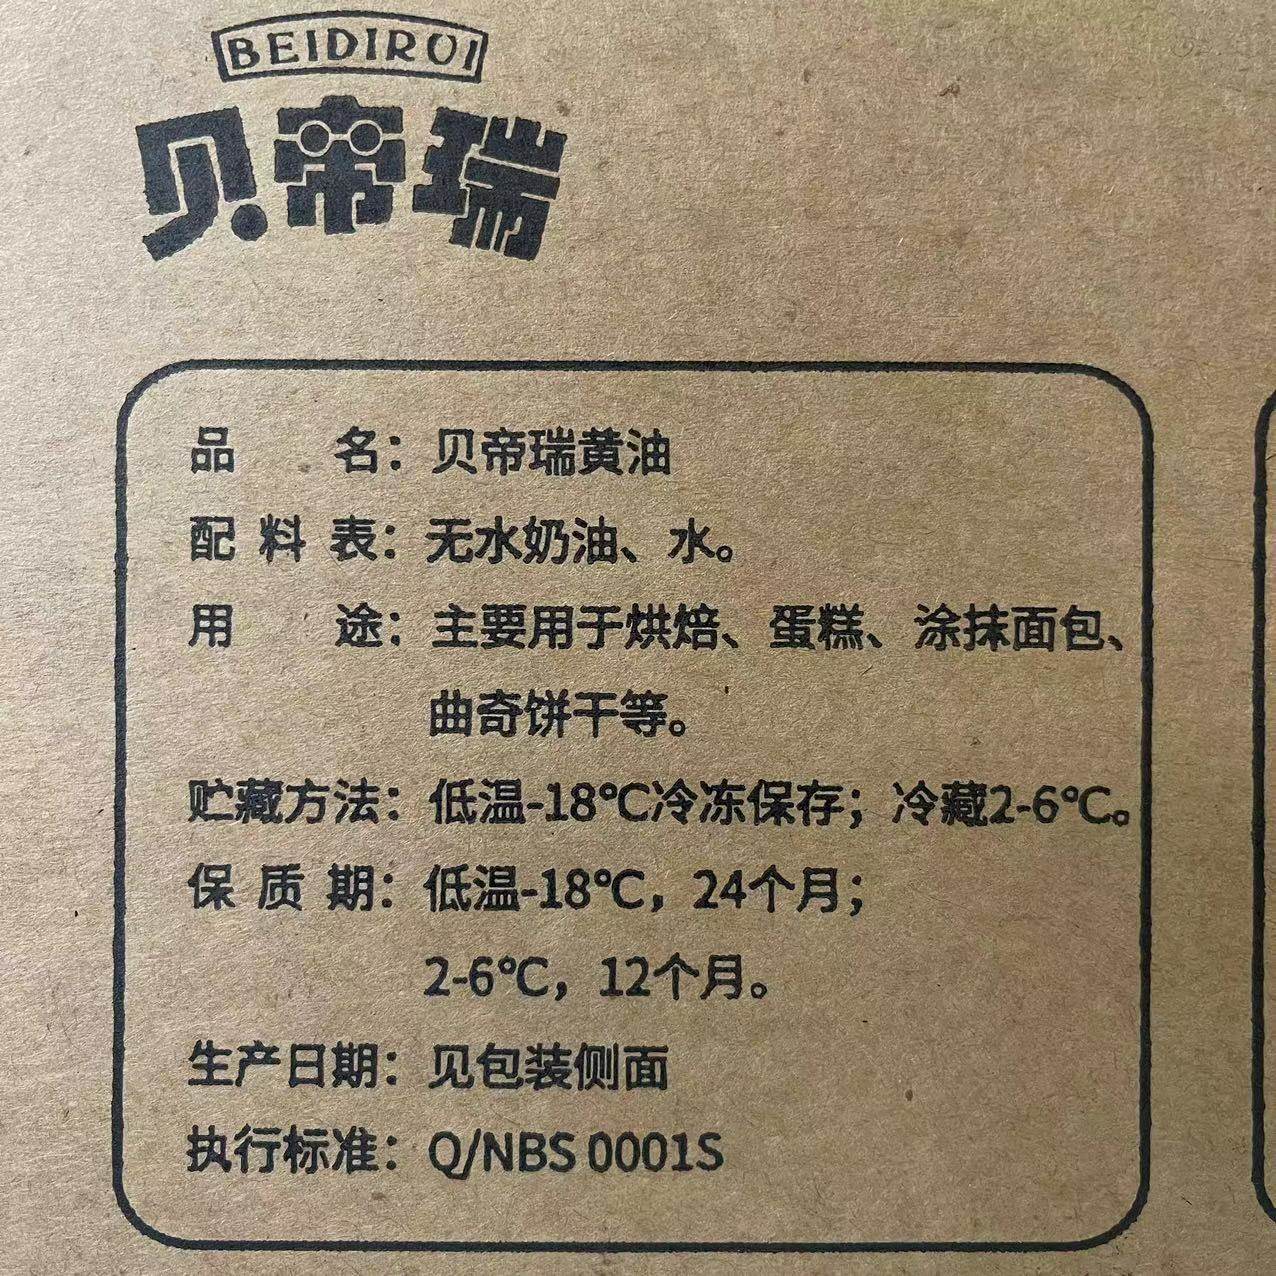 BEIDIRUI
贝帝瑞
品名：贝帝瑞黄油
配料表：无水奶油、水。
用途：主要用于烘焙、蛋糕、涂抹面包、
曲奇饼干等。
贮藏方法：低温-18℃冷冻保存；冷藏2-6℃。
保质期：低温-18℃，24个月；
2-6℃，12个月。
生产日期：见包装侧面
执行标准：Q/NBS 0001S